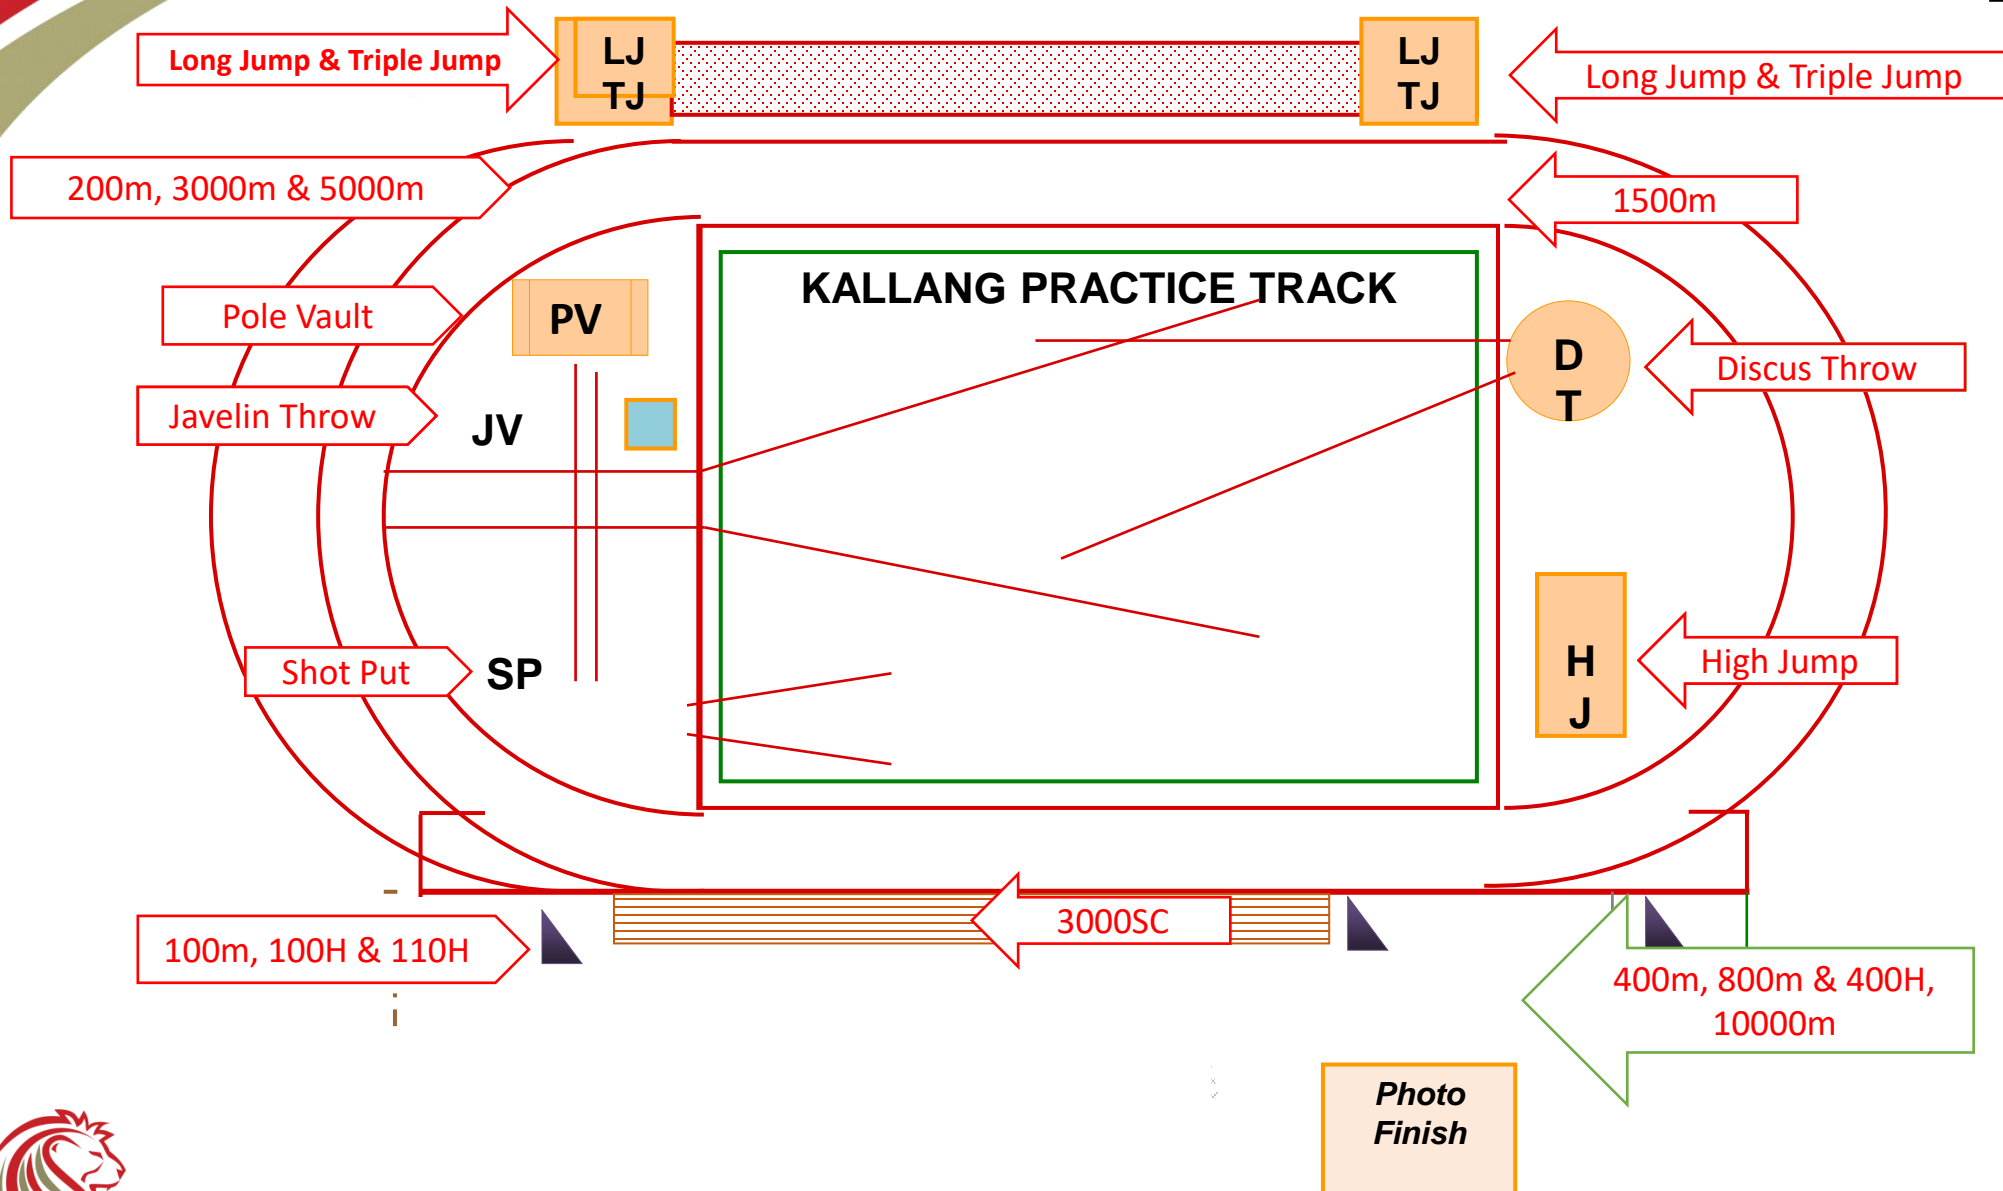 Long Jump & Triple Jump
LJ
TJ
LJ
TJ
Long Jump & Triple Jump
200m, 3000m & 5000m
1500m
KALLANG PRACTICE TRACK
Pole Vault
PV
D
T
Discus Throw
Javelin Throw
JV
Shot Put
SP
H
J
High Jump
100m, 100H & 110H
3000SC
400m, 800m & 400H,
10000m
Photo
Finish